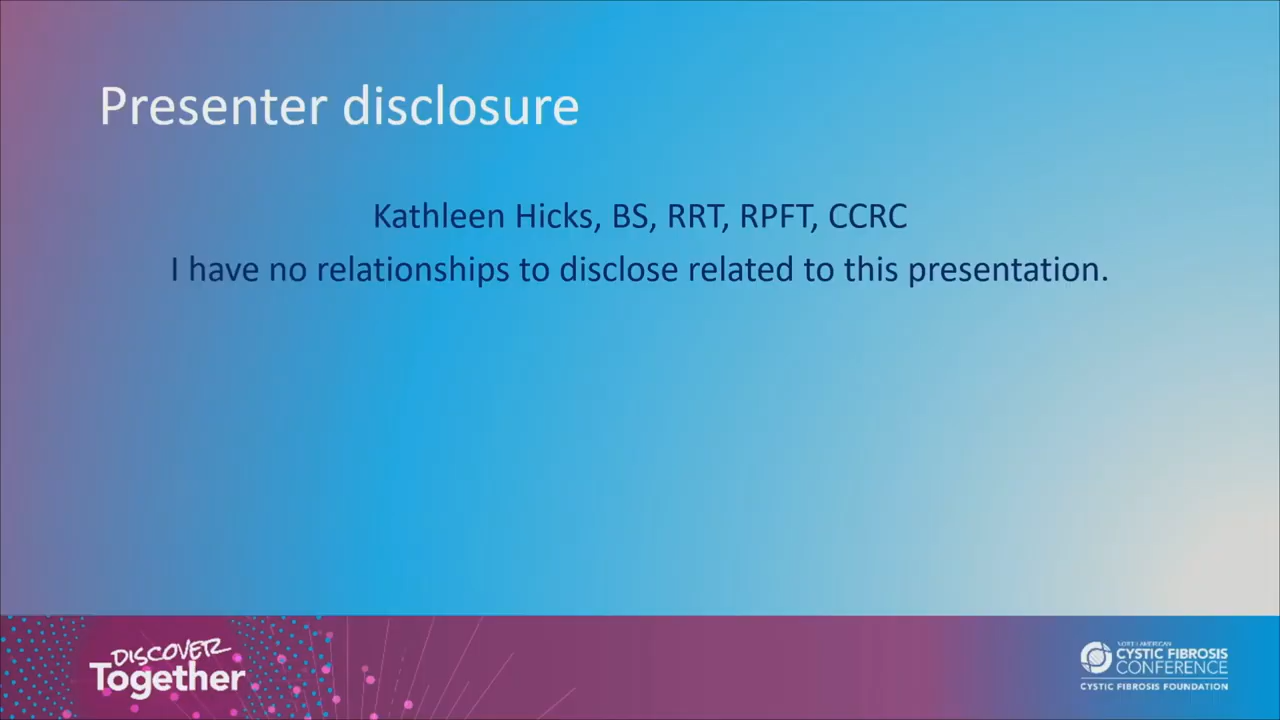 Presenter disclosure
Kathleen Hicks, BS, RRT, RPFT, CCRC
I have no relationships to disclose related to this presentation.
DISCOVER
Together
NORTH AMERICAN
CYSTIC FIBROSIS
CONFERENCE
CYSTIC FIBROSIS FOUNDATION